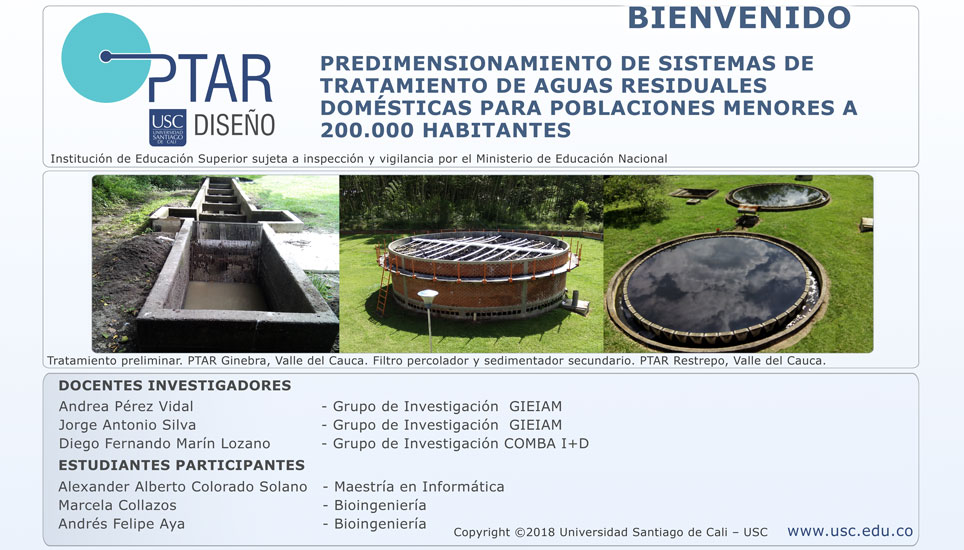 BIENVENIDO
PTAR
USC
UNIVERSIDAD
SANTIAGO
DE CALI
DISEÑO
PREDIMENSIONAMIENTO DE SISTEMAS DE
TRATAMIENTO DE AGUAS RESIDUALES
DOMÉSTICAS PARA POBLACIONES MENORES A
200.000 HABITANTES
Institución de Educación Superior sujeta a inspección y vigilancia por el Ministerio de Educación Nacional
Tratamiento preliminar. PTAR Ginebra, Valle del Cauca. Filtro percolador y sedimentador secundario. PTAR Restrepo, Valle del Cauca.
DOCENTES INVESTIGADORES
Andrea Pérez Vidal - Grupo de Investigación GIEIAM
Jorge Antonio Silva - Grupo de Investigación GIEIAM
Diego Fernando Marín Lozano - Grupo de Investigación COMBA I+D
ESTUDIANTES PARTICIPANTES
Alexander Alberto Colorado Solano - Maestría en Informática
Marcela Collazos - Bioingeniería
Andrés Felipe Aya - Bioingeniería
Copyright ©2018 Universidad Santiago de Cali – USC www.usc.edu.co